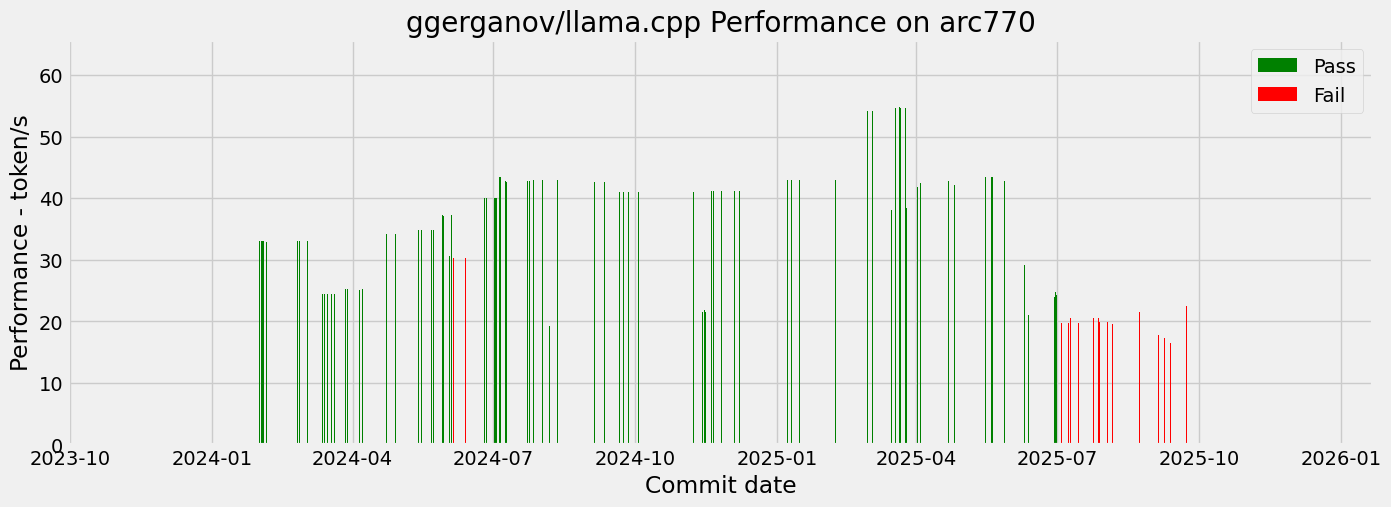 ggerganov/llama.cpp Performance on arc770
Performance - token/s
60
50
40
30
20
10
0
Pass
Fail
2023-10 2024-01 2024-04 2024-07 2024-10 2025-01 2025-04 2025-07 2025-10 2026-01
Commit date